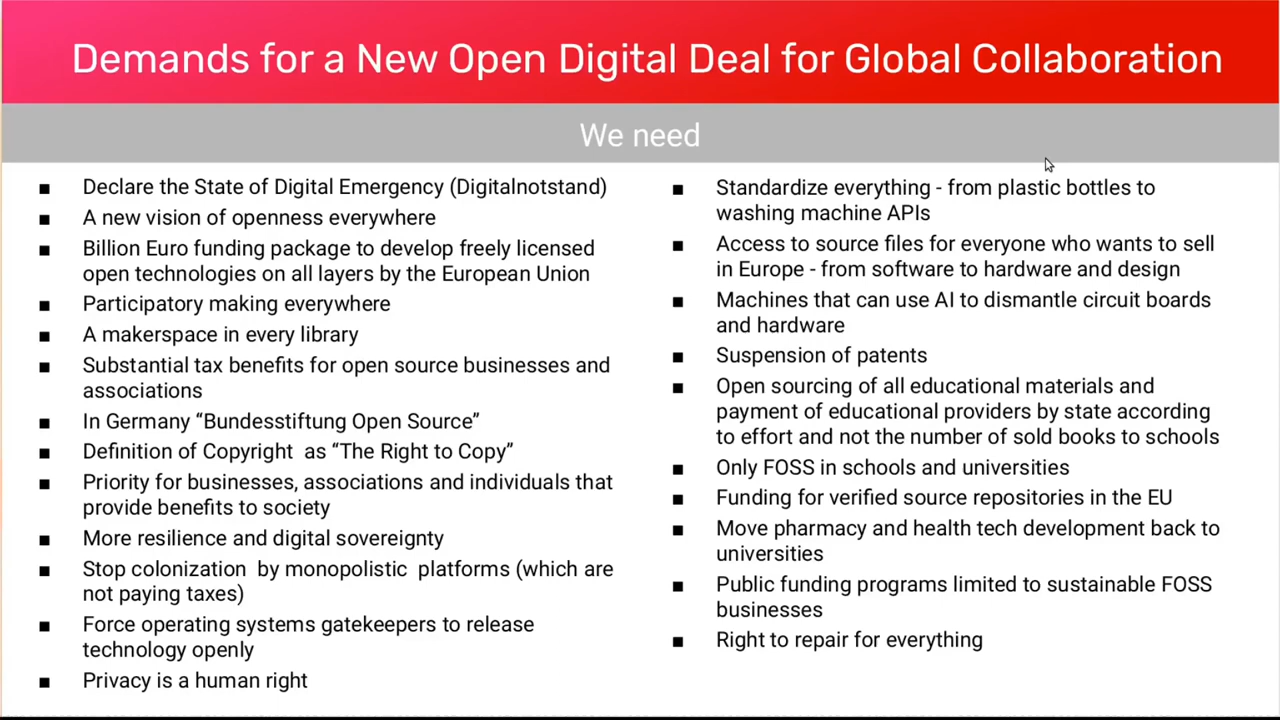 Demands for a New Open Digital Deal for Global Collaboration
We need
■ Declare the State of Digital Emergency (Digitalnotstand)
■ A new vision of openness everywhere
■ Billion Euro funding package to develop freely licensed
open technologies on all layers by the European Union
■ Participatory making everywhere
■ A makerspace in every library
■ Substantial tax benefits for open source businesses and
associations
■ In Germany “Bundesstiftung Open Source”
■ Definition of Copyright  as “The Right to Copy”
■ Priority for businesses, associations and individuals that
provide benefits to society
■ More resilience and digital sovereignty
■ Stop colonization  by monopolistic  platforms (which are
not paying taxes)
■ Force operating systems gatekeepers to release
technology openly
■ Privacy is a human right
■ Standardize everything - from plastic bottles to
washing machine APIs
■ Access to source files for everyone who wants to sell
in Europe - from software to hardware and design
■ Machines that can use AI to dismantle circuit boards
and hardware
■ Suspension of patents
■ Open sourcing of all educational materials and
payment of educational providers by state according
to effort and not the number of sold books to schools
■ Only FOSS in schools and universities
■ Funding for verified source repositories in the EU
■ Move pharmacy and health tech development back to
universities
■ Public funding programs limited to sustainable FOSS
businesses
■ Right to repair for everything